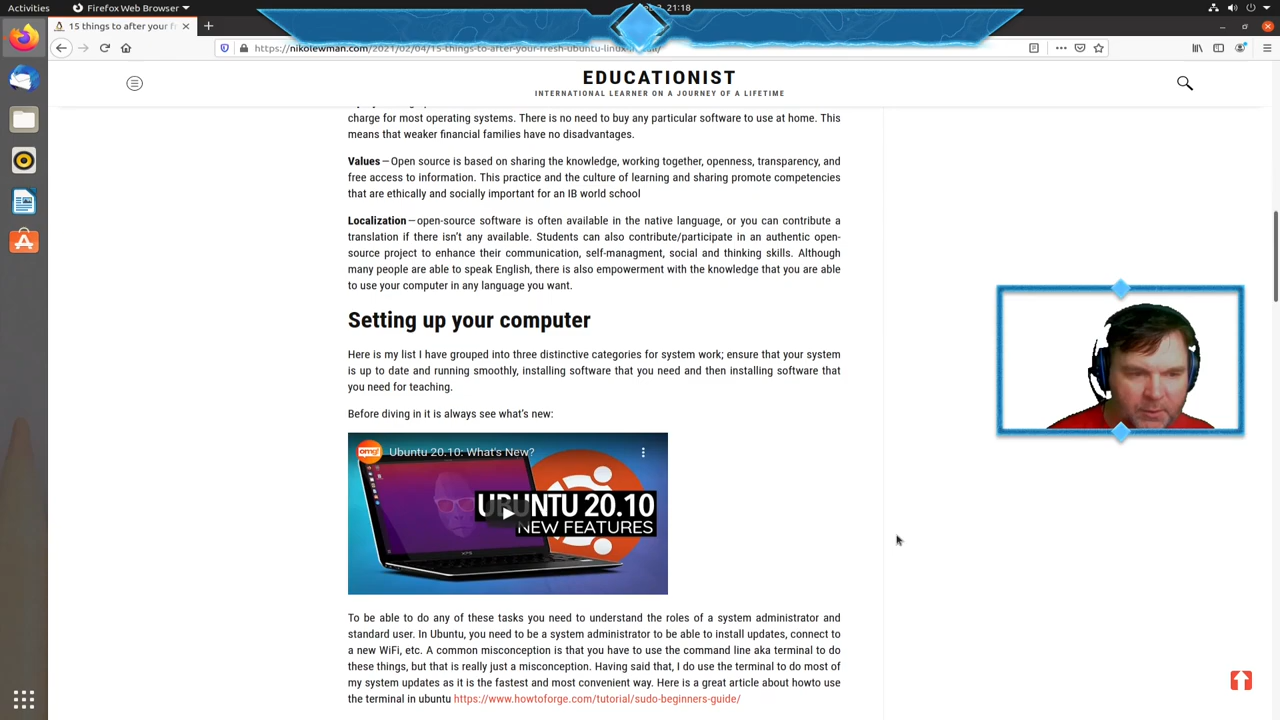 Activities
Firefox Web Browser
21:18
15 things to after your f
https://nikolewman.com/2021/02/04/15-things-to-after-your-fresh-ubuntu-linux
EDUCATIONIST
INTERNATIONAL LEARNER ON A JOURNEY OF A LIFETIME
charge for most operating systems. There is no need to buy any particular software to use at home. This
means that weaker financial families have no disadvantages.
Values – Open source is based on sharing the knowledge, working together, openness, transparency, and
free access to information. This practice and the culture of learning and sharing promote competencies
that are ethically and socially important for an IB world school
Localization – open-source software is often available in the native language, or you can contribute a
translation if there isn't any available. Students can also contribute/participate in an authentic open-
source project to enhance their communication, self-managment, social and thinking skills. Although
many people are able to speak English, there is also empowerment with the knowledge that you are able
to use your computer in any language you want.
Setting up your computer
Here is my list I have grouped into three distinctive categories for system work; ensure that your system
is up to date and running smoothly, installing software that you need and then installing software that
you need for teaching.
Before diving in it is always see what's new:
omg!
Ubuntu 20.10: What's New?
UBUNTU 20.10
NEW FEATURES
To be able to do any of these tasks you need to understand the roles of a system administrator and
standard user. In Ubuntu, you need to be a system administrator to be able to install updates, connect to
a new WiFi, etc. A common misconception is that you have to use the command line aka terminal to do
these things, but that is really just a misconception. Having said that, I do use the terminal to do most of
my system updates as it is the fastest and most convenient way. Here is a great article about howto use
the terminal in ubuntu https://www.howtoforge.com/tutorial/sudo-beginners-guide/